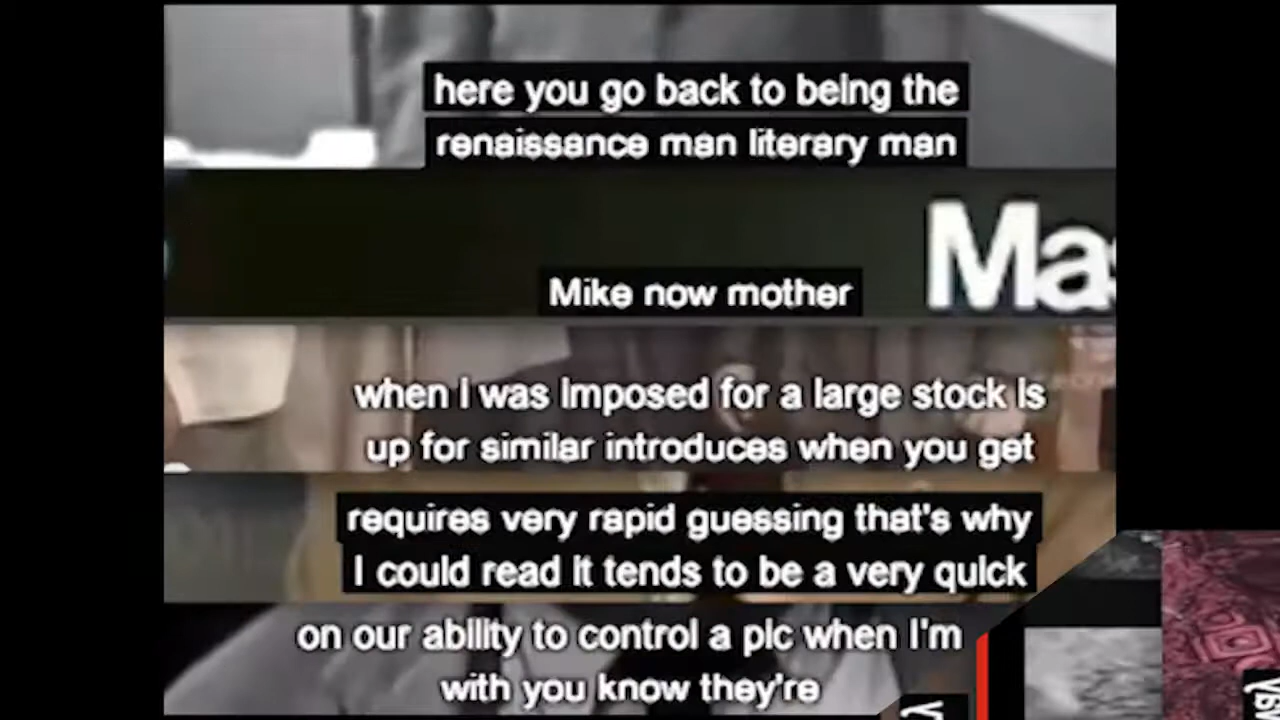 here you go back to being the
renaissance man literary man
Ma
Mike now mother
when I was Imposed for a large stock Is
up for similar introduces when you get
requires very rapid guessing that's why
I could read It tends to be a very quIck
on our abIlIty to control a pIc when I'm
with you know they're